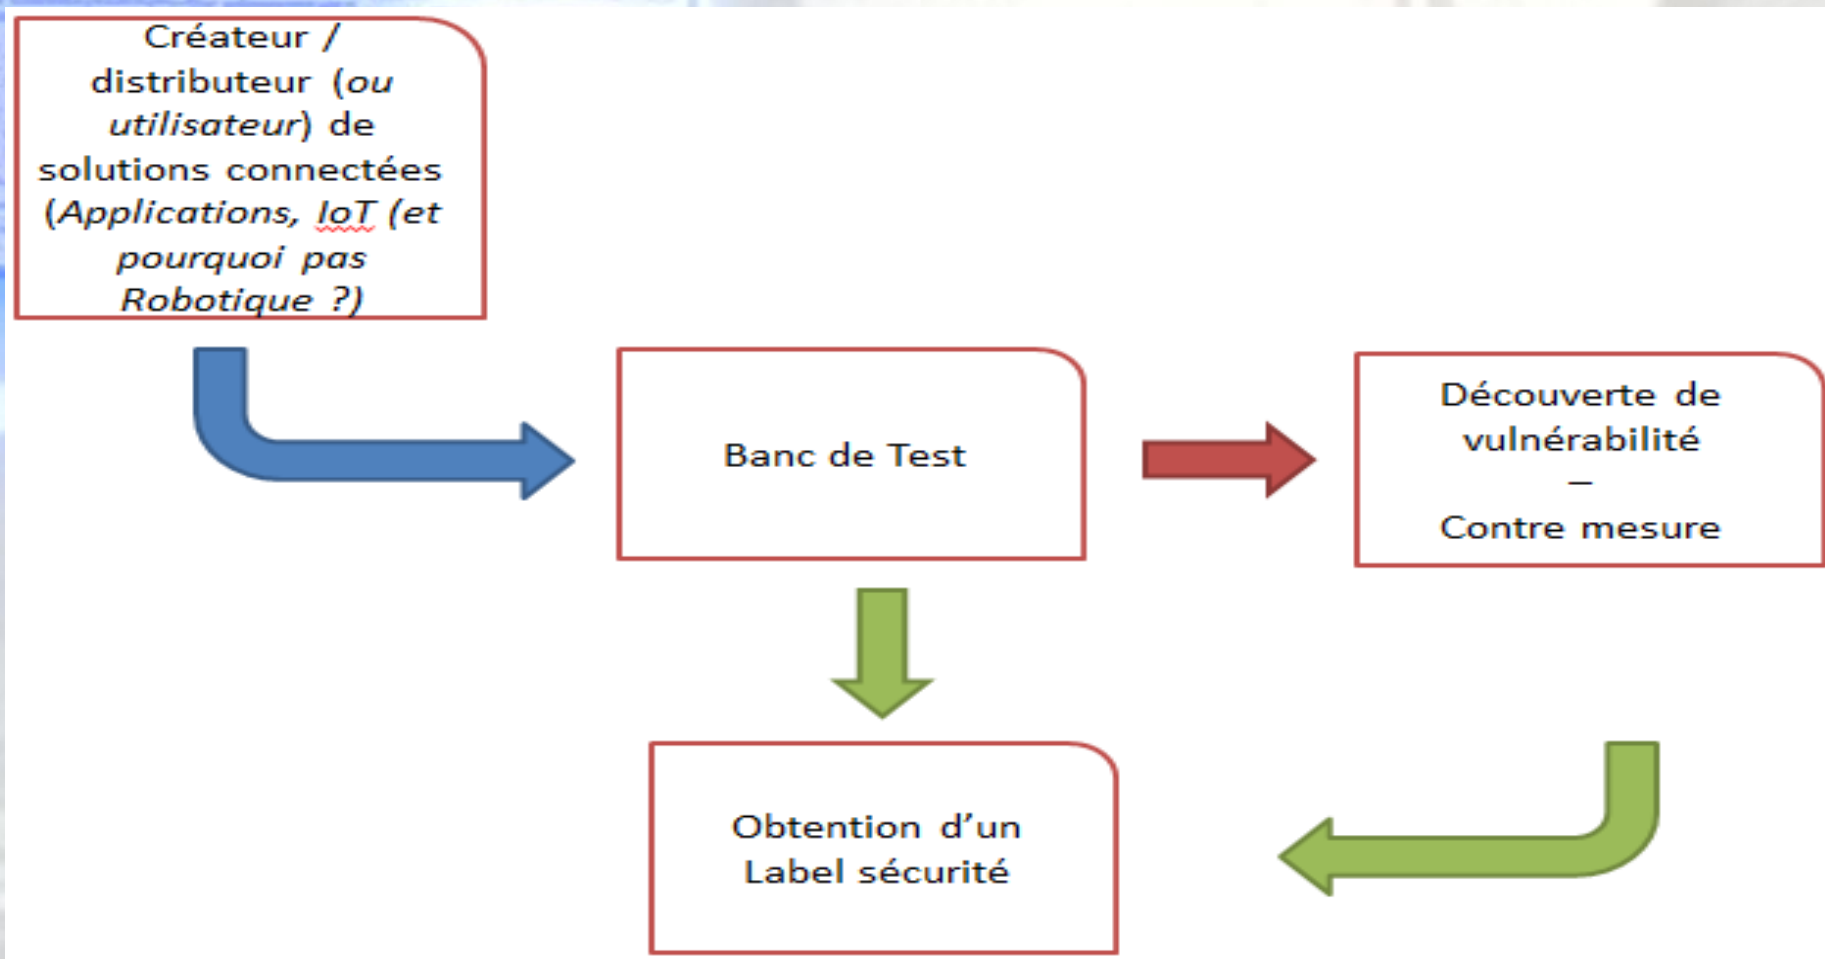 Créateur /
distributeur (ou
utilisateur) de
solutions connectées
(Applications, IoT (et
pourquoi pas
Robotique ?)
Banc de Test
Découverte de
vulnérabilité
–
Contre mesure
Obtention d’un
Label sécurité